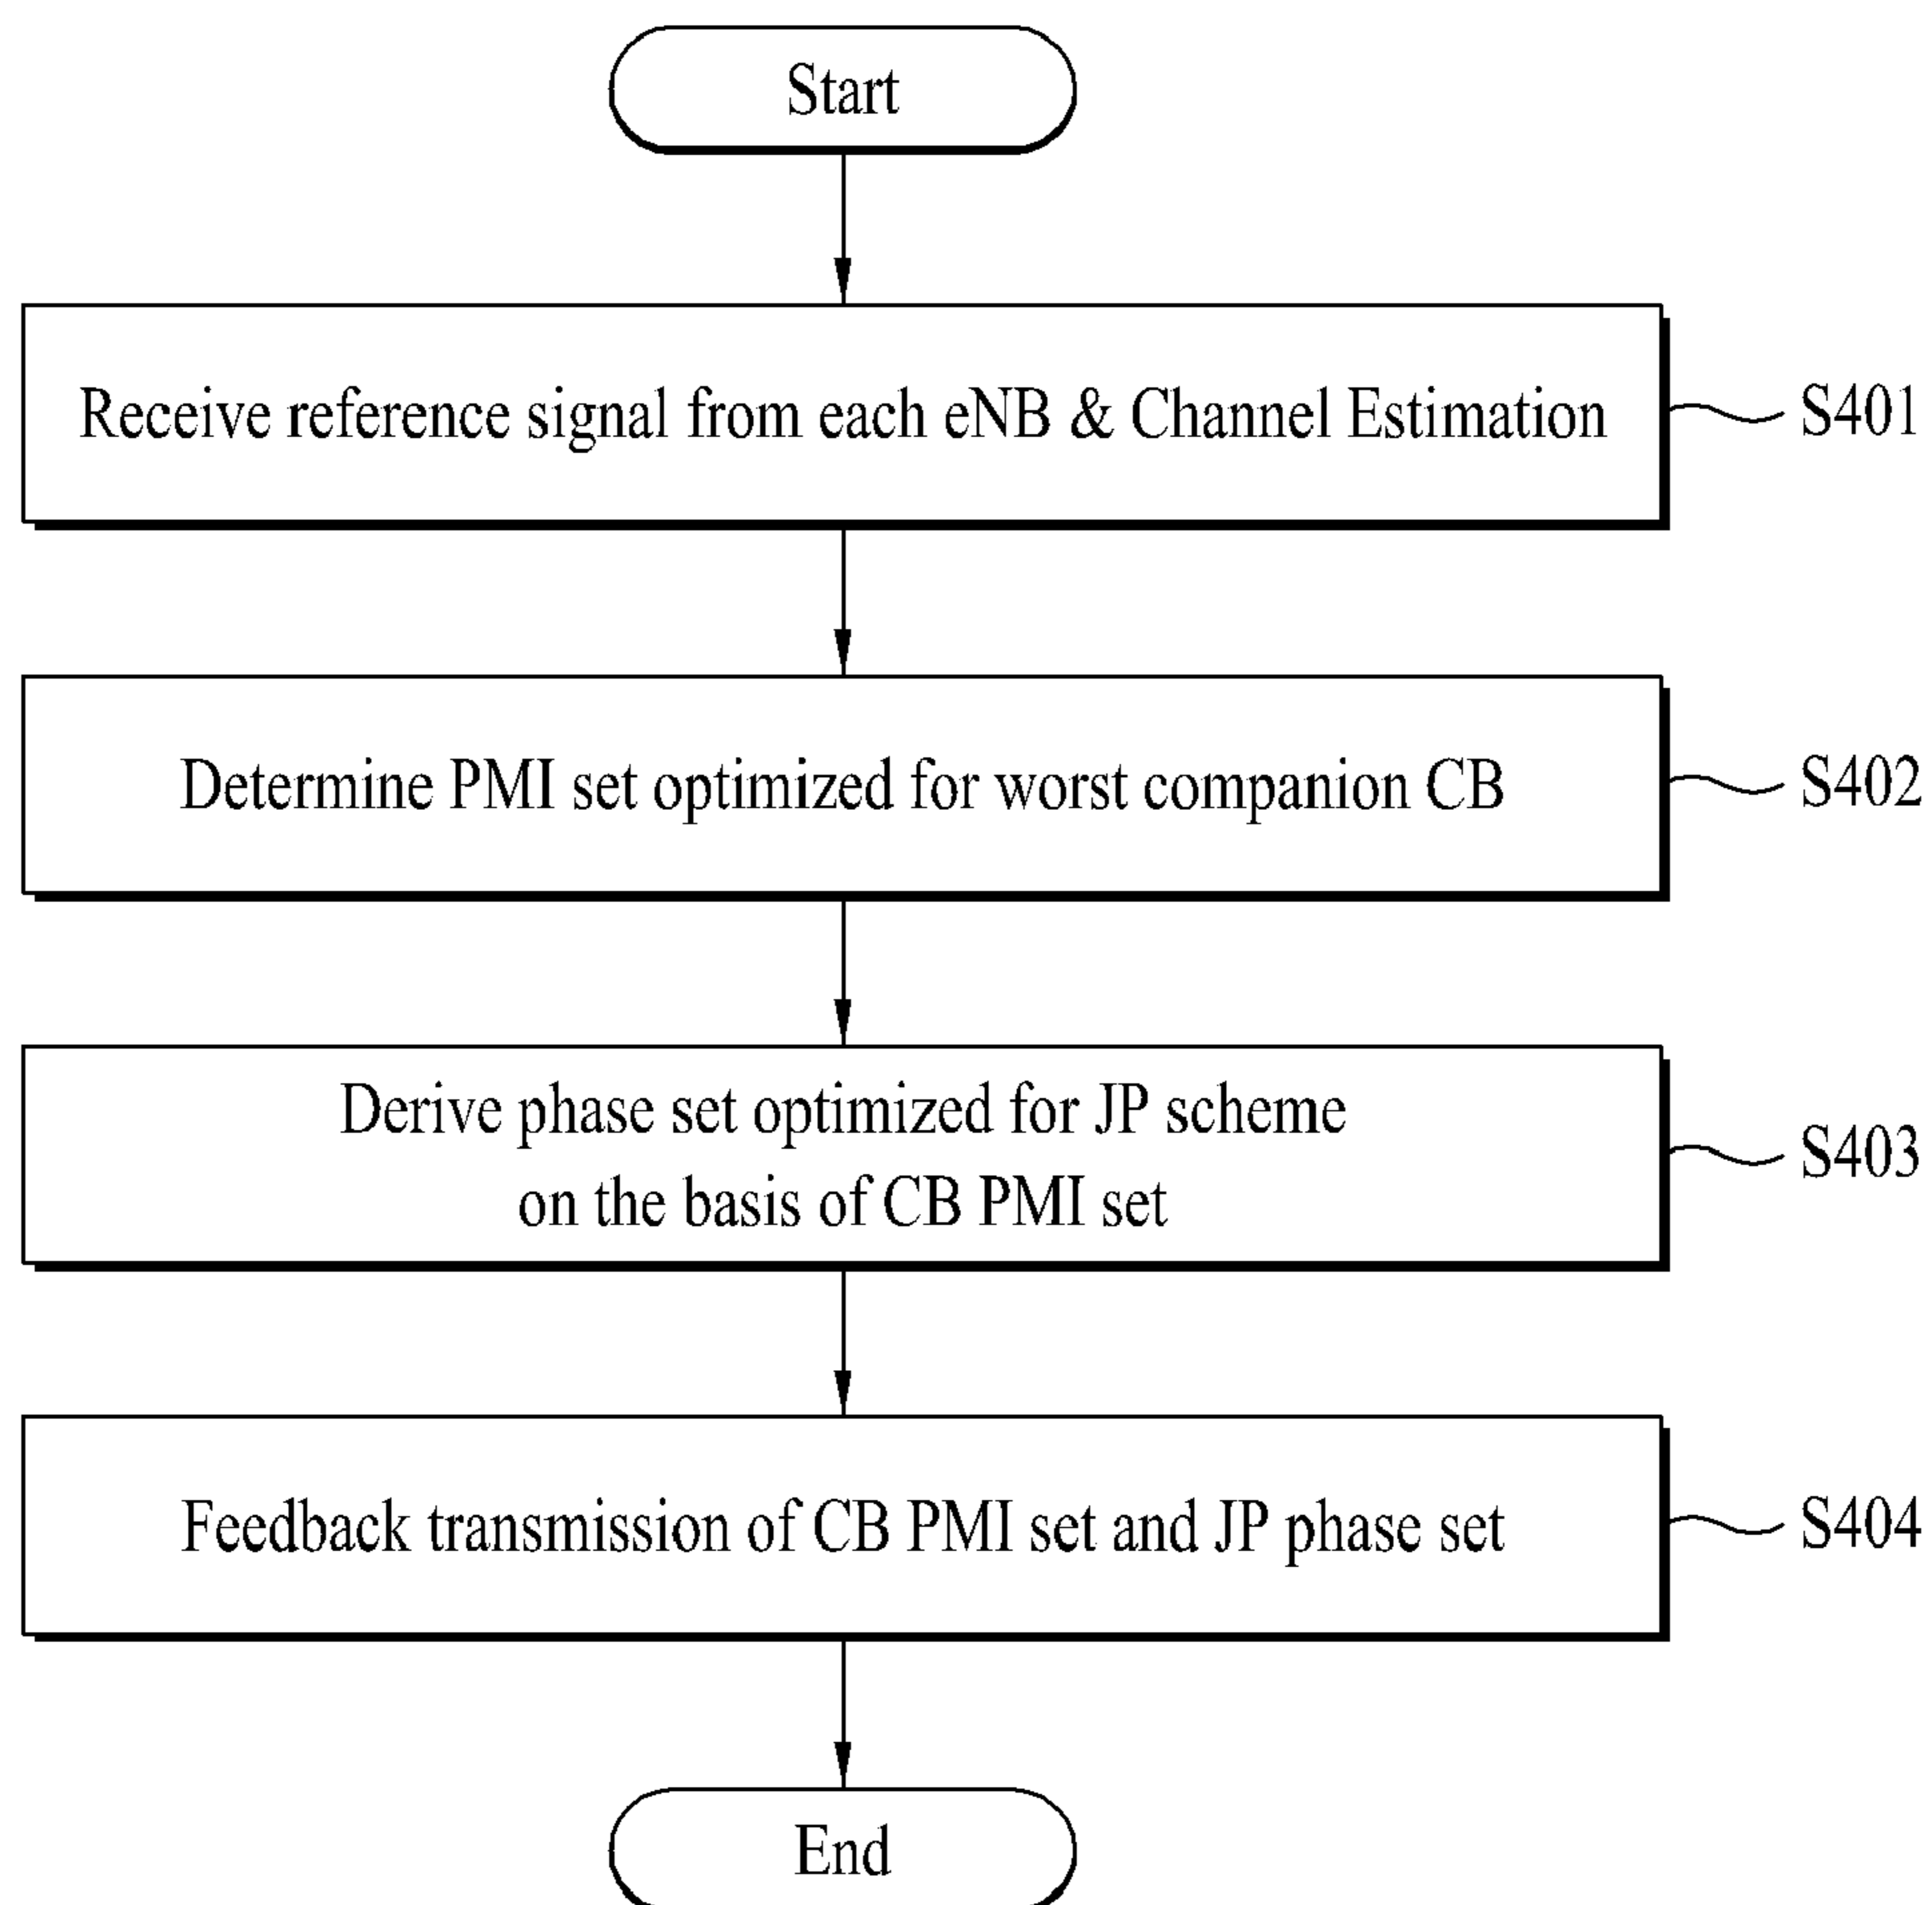 Start
Receive reference signal from each eNB & Channel Estimation
S401
Determine PMI set optimized for worst companion CB
S402
Derive phase set optimized for JP scheme
on the basis of CB PMI set
S403
Feedback transmission of CB PMI set and JP phase set
S404
End